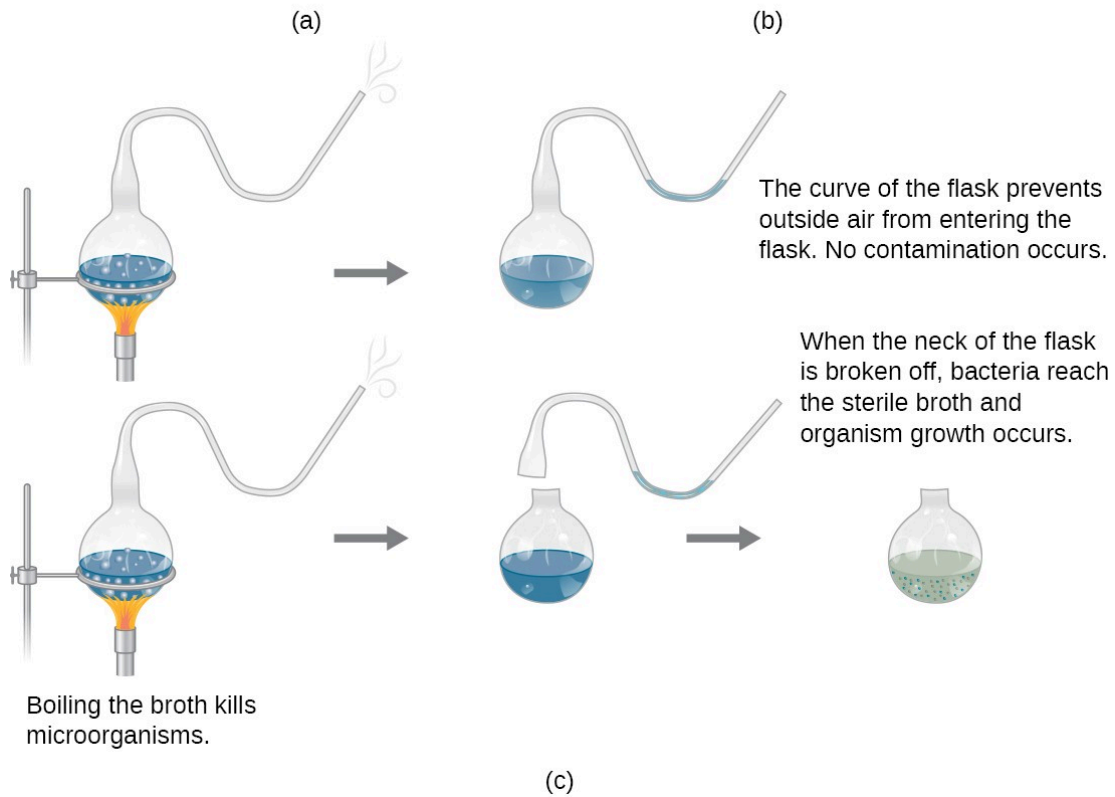 (a)
(b)
The curve of the flask prevents
outside air from entering the
flask. No contamination occurs.
When the neck of the flask
is broken off, bacteria reach
the sterile broth and
organism growth occurs.
Boiling the broth kills
microorganisms.
(c)